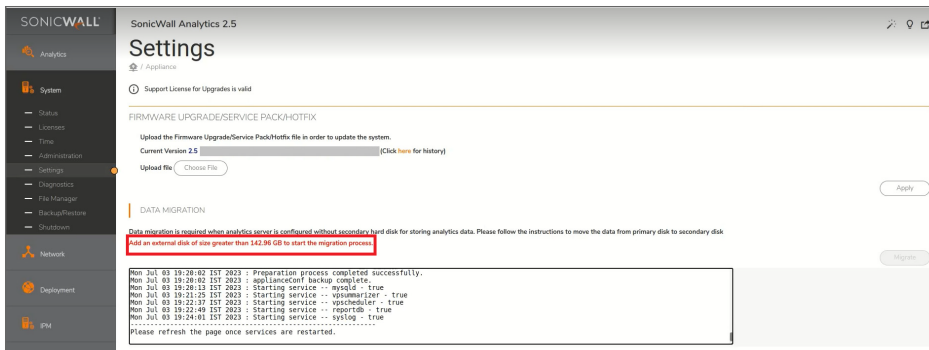 SONICWALL
SonicWall Analytics 2.5
Settings
/ Appliance
Support License for Upgrades is valid
Analytics
System
Status
Licenses
Time
Administration
Settings
Diagnostics
File Manager
Backup/Restore
Shutdown
Network
Deployment
IPM
FIRMWARE UPGRADE/SERVICE PACK/HOTFIX
Upload the Firmware Upgrade/Service Pack/Hotfix file in order to update the system.
Current Version 2.5 (Click here for history)
Upload file Choose File
Apply
DATA MIGRATION
Data migration is required when analytics server is configured without secondary hard disk for storing analytics data. Please follow the instructions to move the data from primary disk to secondary disk
Add an external disk of size greater than 142.96 GB to start the migration process.
Migrate
Mon Jul 03 19:20:02 IST 2023 : Preparation process completed successfully.
Mon Jul 03 19:20:02 IST 2023 : applianceConf backup complete.
Mon Jul 03 19:20:13 IST 2023 : Starting service -- mysqld - true
Mon Jul 03 19:21:25 IST 2023 : Starting service -- vpsummarizer - true
Mon Jul 03 19:22:37 IST 2023 : Starting service -- vpscheduler - true
Mon Jul 03 19:22:49 IST 2023 : Starting service -- reportdb - true
Mon Jul 03 19:24:01 IST 2023 : Starting service -- syslog - true
------------------------------------------------------------
Please refresh the page once services are restarted.